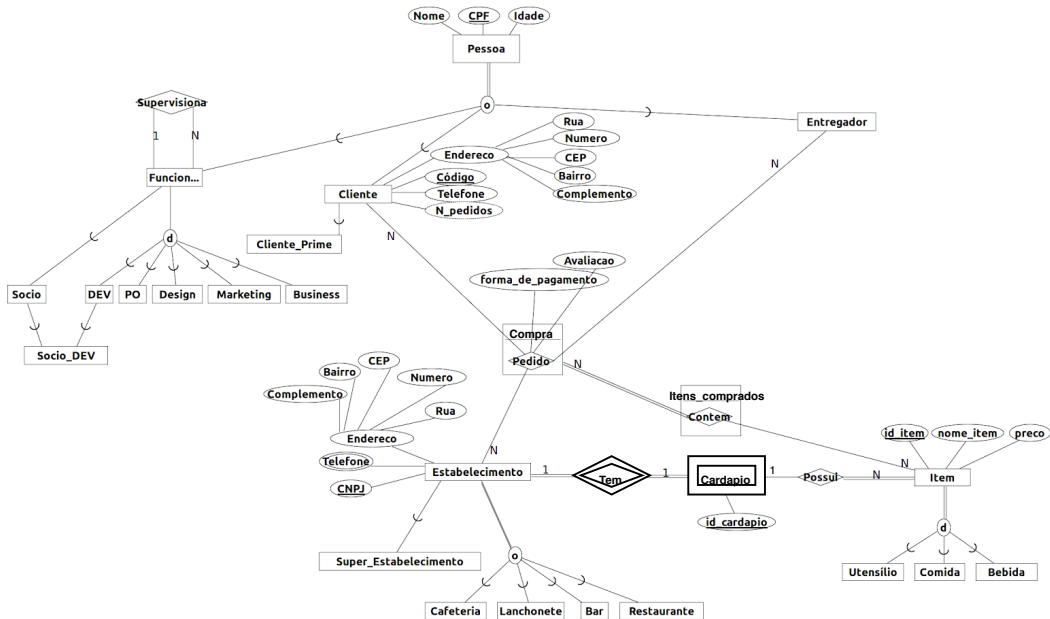 Nome
CPF
Idade
Pessoa
Supervisiona
o
Entregador
Rua
1
N
Numero
Endereco
CEP
N
Funcion...
Código
Bairro
Cliente
Telefone
Complemento
N_pedidos
N
d
Cliente_Prime
Avaliacao
forma_de_pagamento
Socio
DEV
PO
Design
Marketing
Business
Compra
Socio_DEV
Pedido
CEP
N
Bairro
Numero
Complemento
Itens_comprados
Rua
Contem
Endereco
id_item
nome_item
preco
N
Telefone
Estabelecimento
1
Tem
1
Cardapio
1
Possui
N
N
Item
CNPJ
id_cardapio
d
Super_Estabelecimento
o
Utensílio
Comida
Bebida
Cafeteria
Lanchonete
Bar
Restaurante